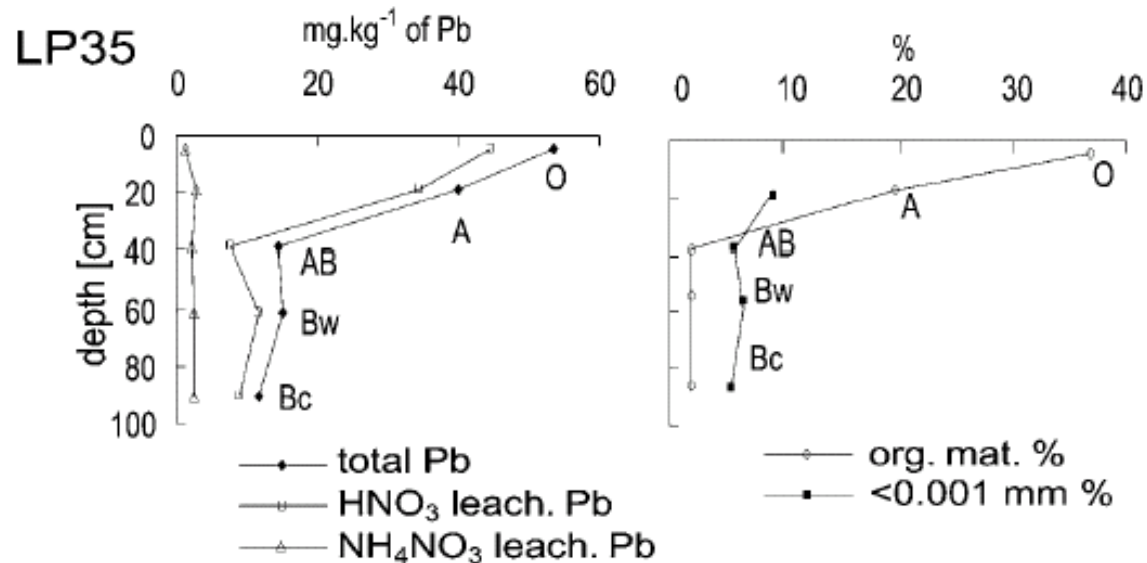 LP35
mg.kg⁻¹ of Pb
0 20 40 60
depth [cm]
0
20
40
60
80
100
O
A
AB
Bw
Bc
total Pb
HNO₃ leach. Pb
NH₄NO₃ leach. Pb
%
0 10 20 30 40
O
A
AB
Bw
Bc
org. mat. %
<0.001 mm %